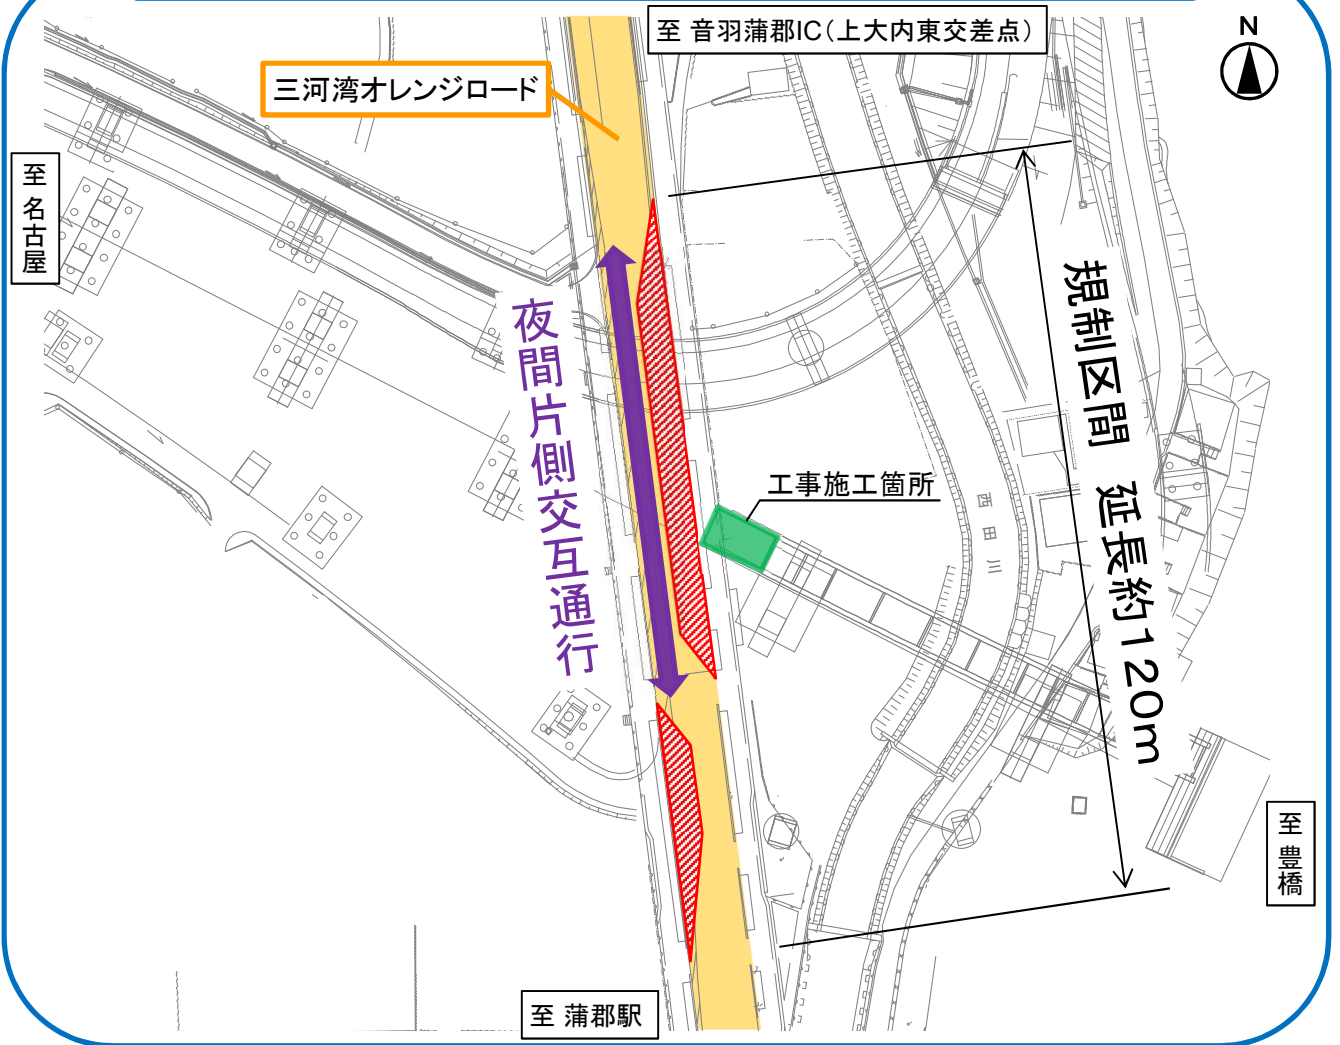 至 音羽蒲郡IC（上大内東交差点）
N
三河湾オレンジロード
至 名古屋
夜間片側交互通行
規制区間 延長約120m
工事施工箇所
西田川
至 豊橋
至 蒲郡駅